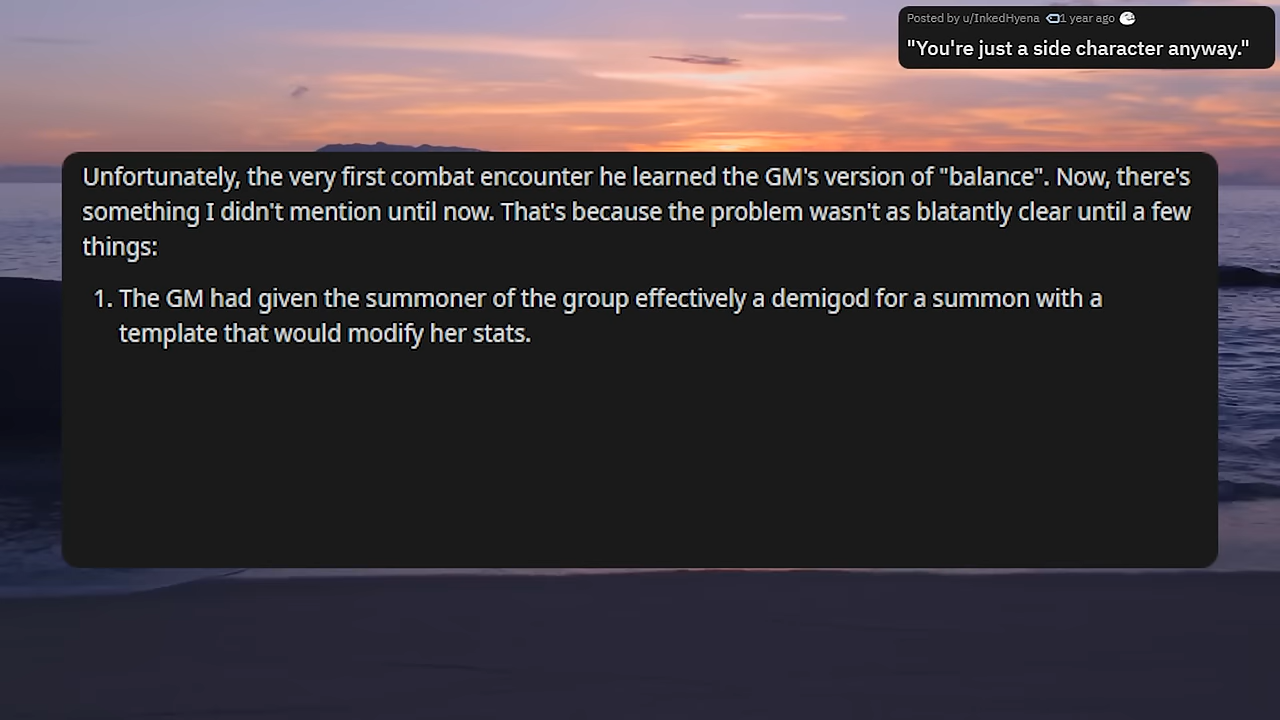 Posted by u/InkedHyena 1 year ago
"You're just a side character anyway."
Unfortunately, the very first combat encounter he learned the GM's version of "balance". Now, there's
something I didn't mention until now. That's because the problem wasn't as blatantly clear until a few
things:
1. The GM had given the summoner of the group effectively a demigod for a summon with a
template that would modify her stats.